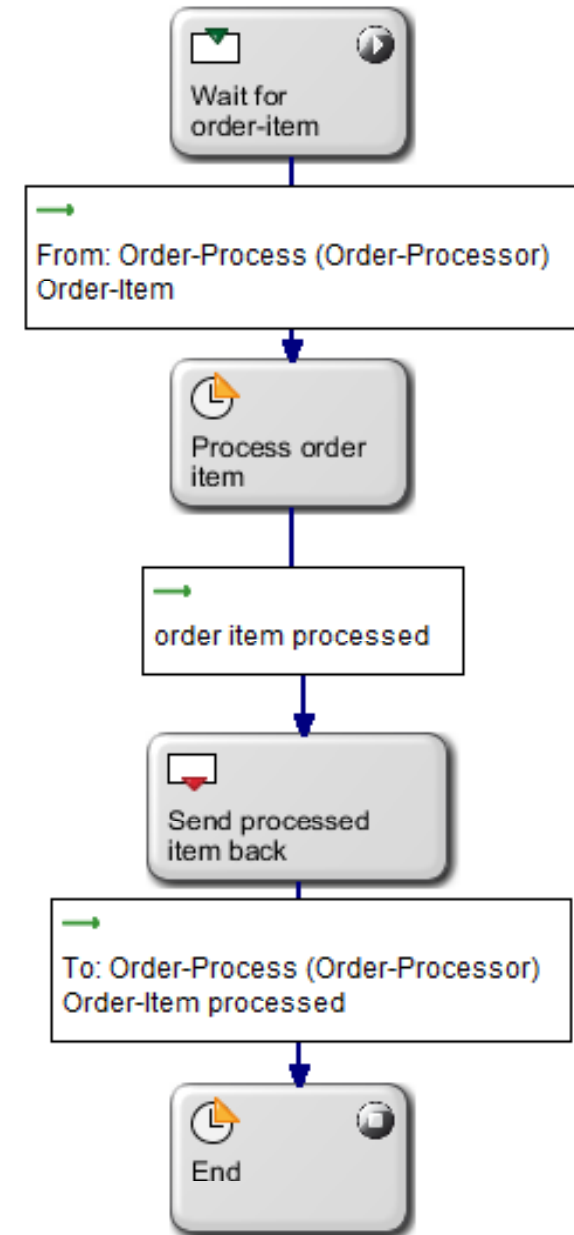 Wait for
order-item
From: Order-Process (Order-Processor)
Order-Item
Process order
item
order item processed
Send processed
item back
To: Order-Process (Order-Processor)
Order-Item processed
End